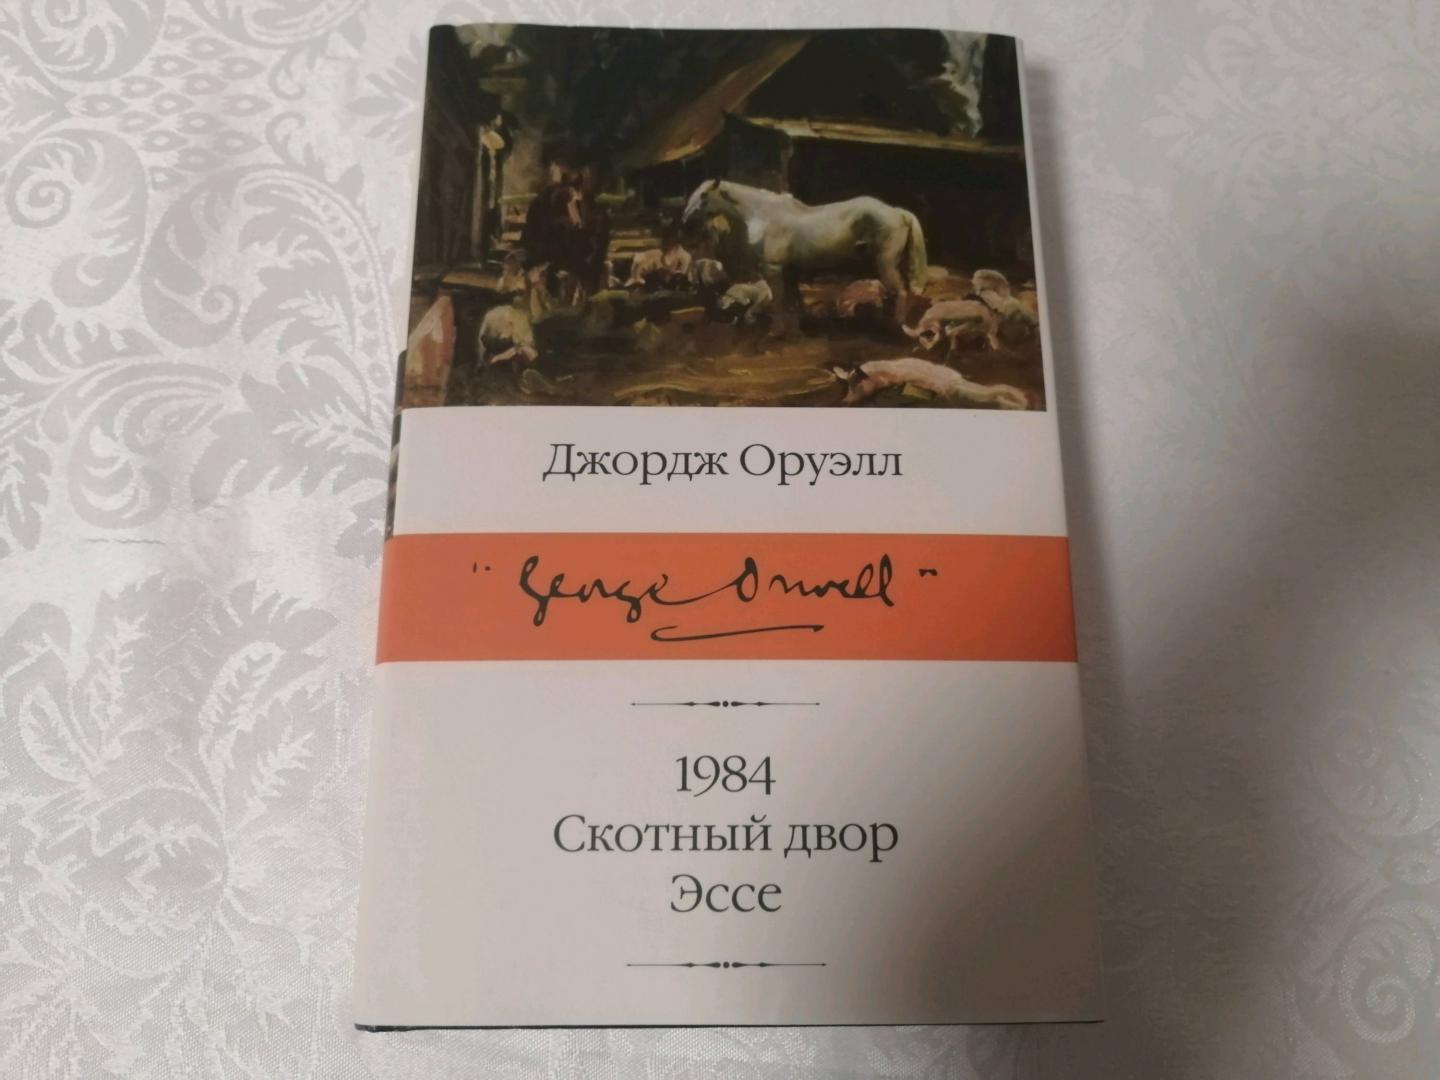 Джордж Оруэлл
"George Orwell"
1984
Скотный двор
Эссе